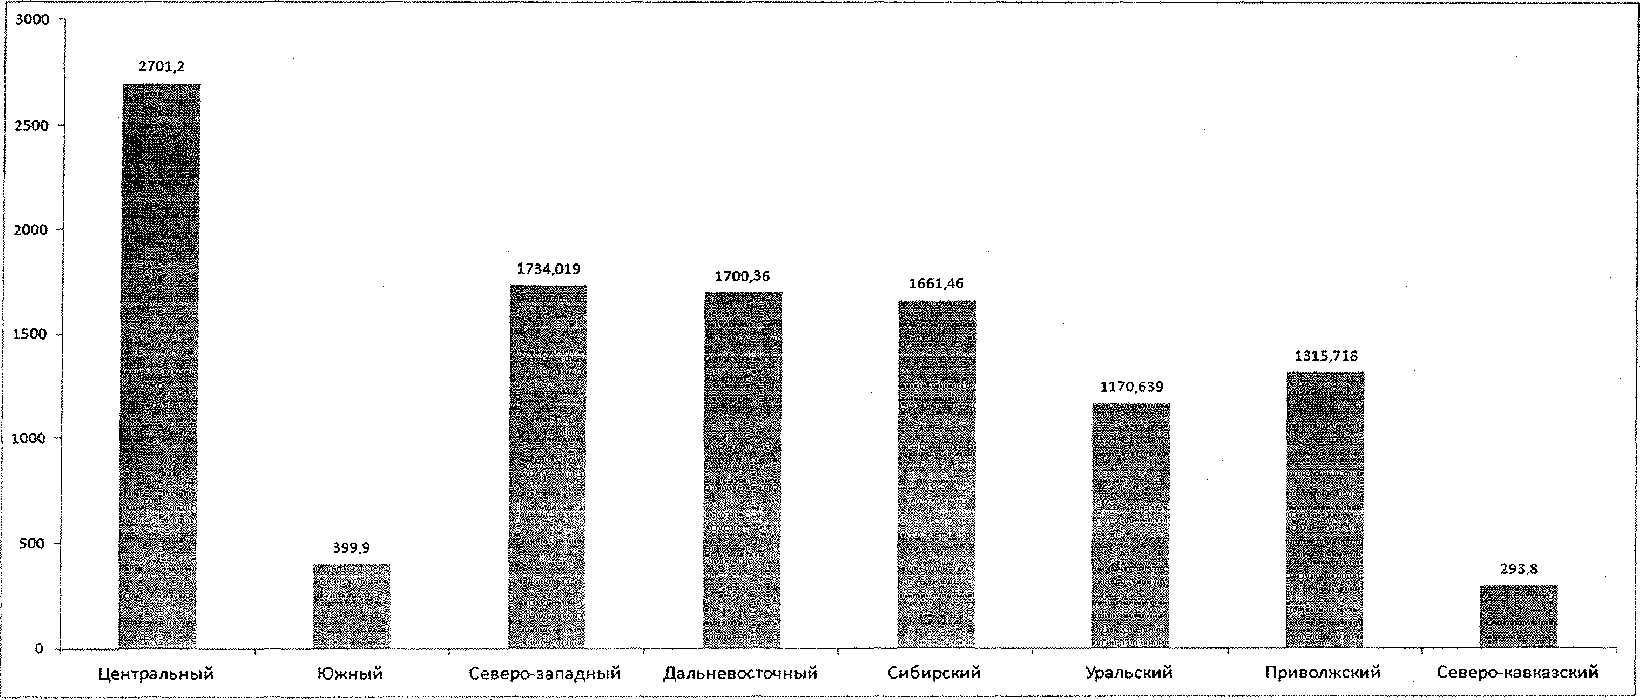 3000
2500
2000
1500
1000
500
0
2701,2
399,9
1734,019
1700,36
1661,46
1170,639
1315,718
293,8
Центральный
Южный
Северо-западный
Дальневосточный
Сибирский
Уральский
Приволжский
Северо-кавказский